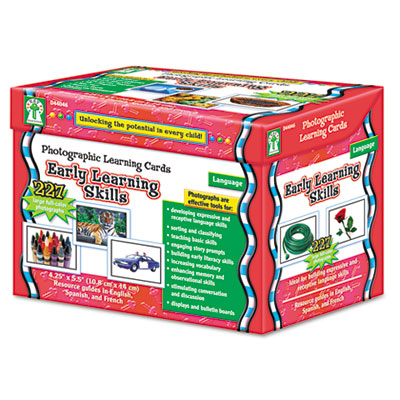 D44046
Unlocking the potential in every child!
Photographic Learning Cards
Early Learning
Skills
227
large full-color
photographs
4.25" x 5.5" (10.8 cm x 14 cm)
Resource guides in English,
Spanish, and French
Language
Photographs are
effective tools for:
• developing expressive and
receptive language skills
• sorting and classifying
• teaching basic skills
• engaging story prompts
• building early literacy skills
• increasing vocabulary
• enhancing memory and
observational skills
• stimulating conversation
and discussion
• displays and bulletin boards
Photographic
Learning Cards
Language
Early Learning
Skills
227
Ideal for building expressive and
receptive language skills
Resource guides in English,
Spanish, and French